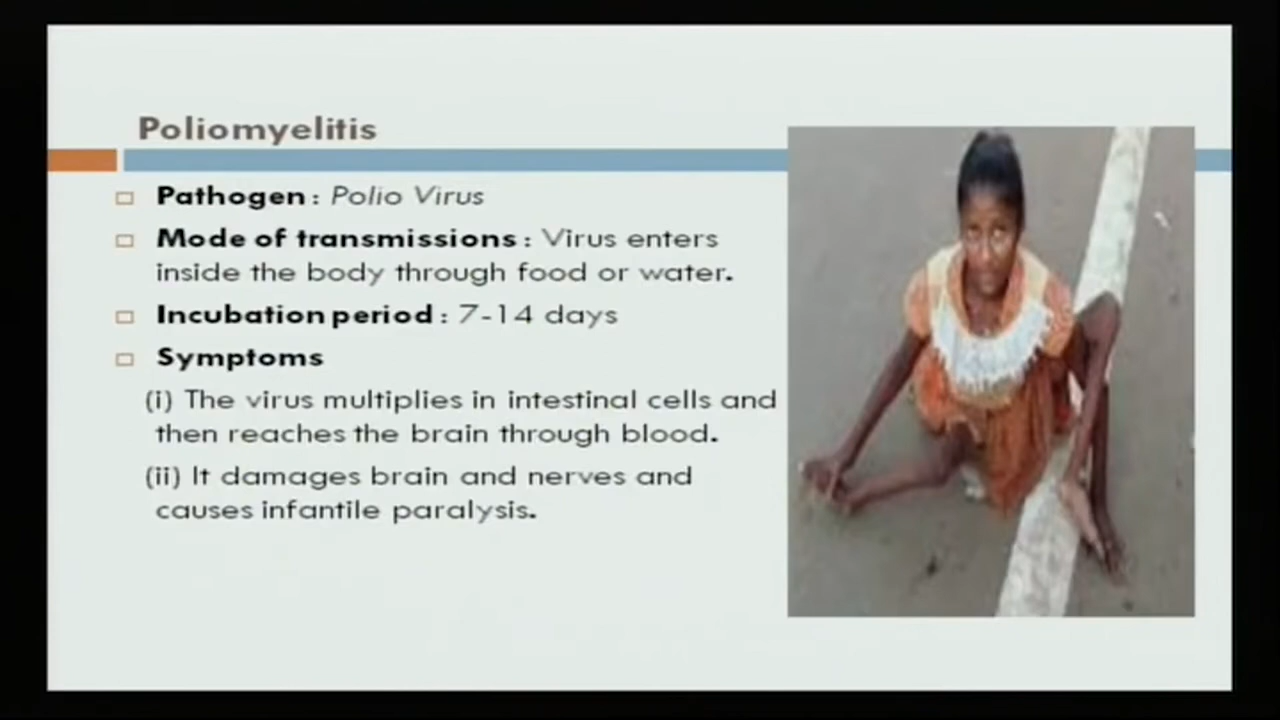 Poliomyelitis
Pathogen : Polio Virus
Mode of transmissions : Virus enters
inside the body through food or water.
Incubation period : 7-14 days
Symptoms
(i) The virus multiplies in intestinal cells and
then reaches the brain through blood.
(ii) It damages brain and nerves and
causes infantile paralysis.